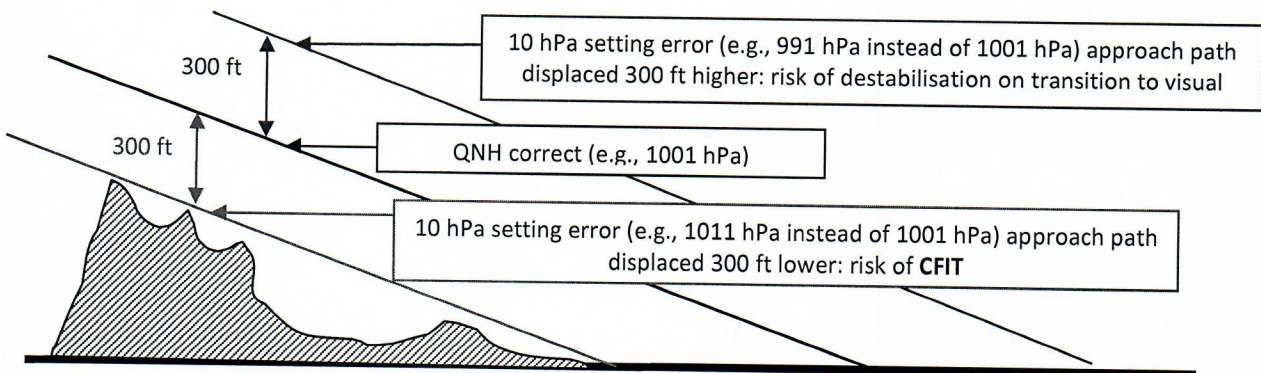 300 ft
10 hPa setting error (e.g., 991 hPa instead of 1001 hPa) approach path
displaced 300 ft higher: risk of destabilisation on transition to visual
300 ft
QNH correct (e.g., 1001 hPa)
10 hPa setting error (e.g., 1011 hPa instead of 1001 hPa) approach path
displaced 300 ft lower: risk of CFIT